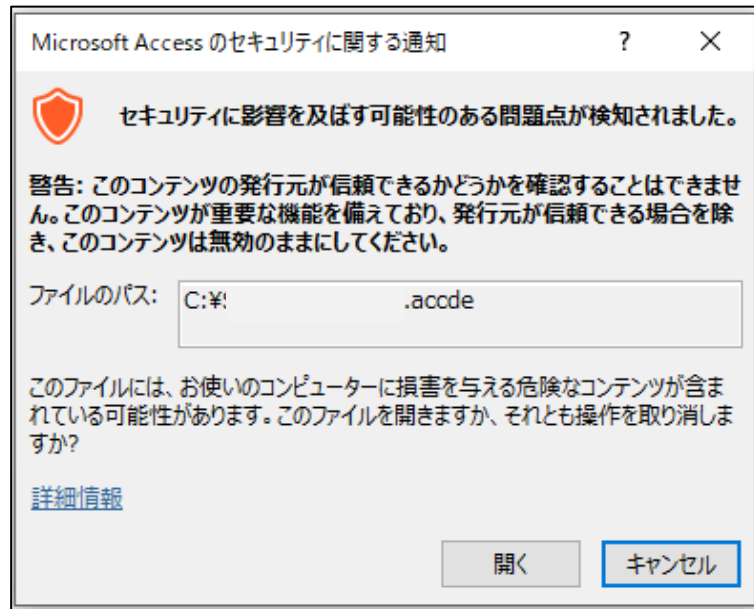 Microsoft Access のセキュリティに関する通知
?
セキュリティに影響を及ぼす可能性のある問題点が検知されました。
警告: このコンテンツの発行元が信頼できるかどうかを確認することはできませ
ん。このコンテンツが重要な機能を備えており、発行元が信頼できる場合を除
き、このコンテンツは無効のままにしてください。
ファイルのパス: C:¥ .accde
このファイルには、お使いのコンピューターに損害を与える危険なコンテンツが含ま
れている可能性があります。このファイルを開きますか、それとも操作を取り消しま
すか?
詳細情報
開く キャンセル